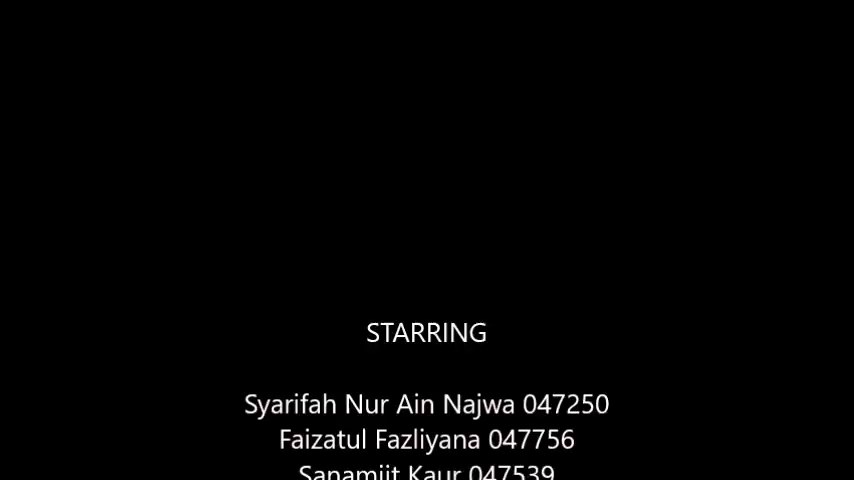 STARRING
Syarifah Nur Ain Najwa 047250
Faizatul Fazliyana 047756
Sanamjit Kaur 047539